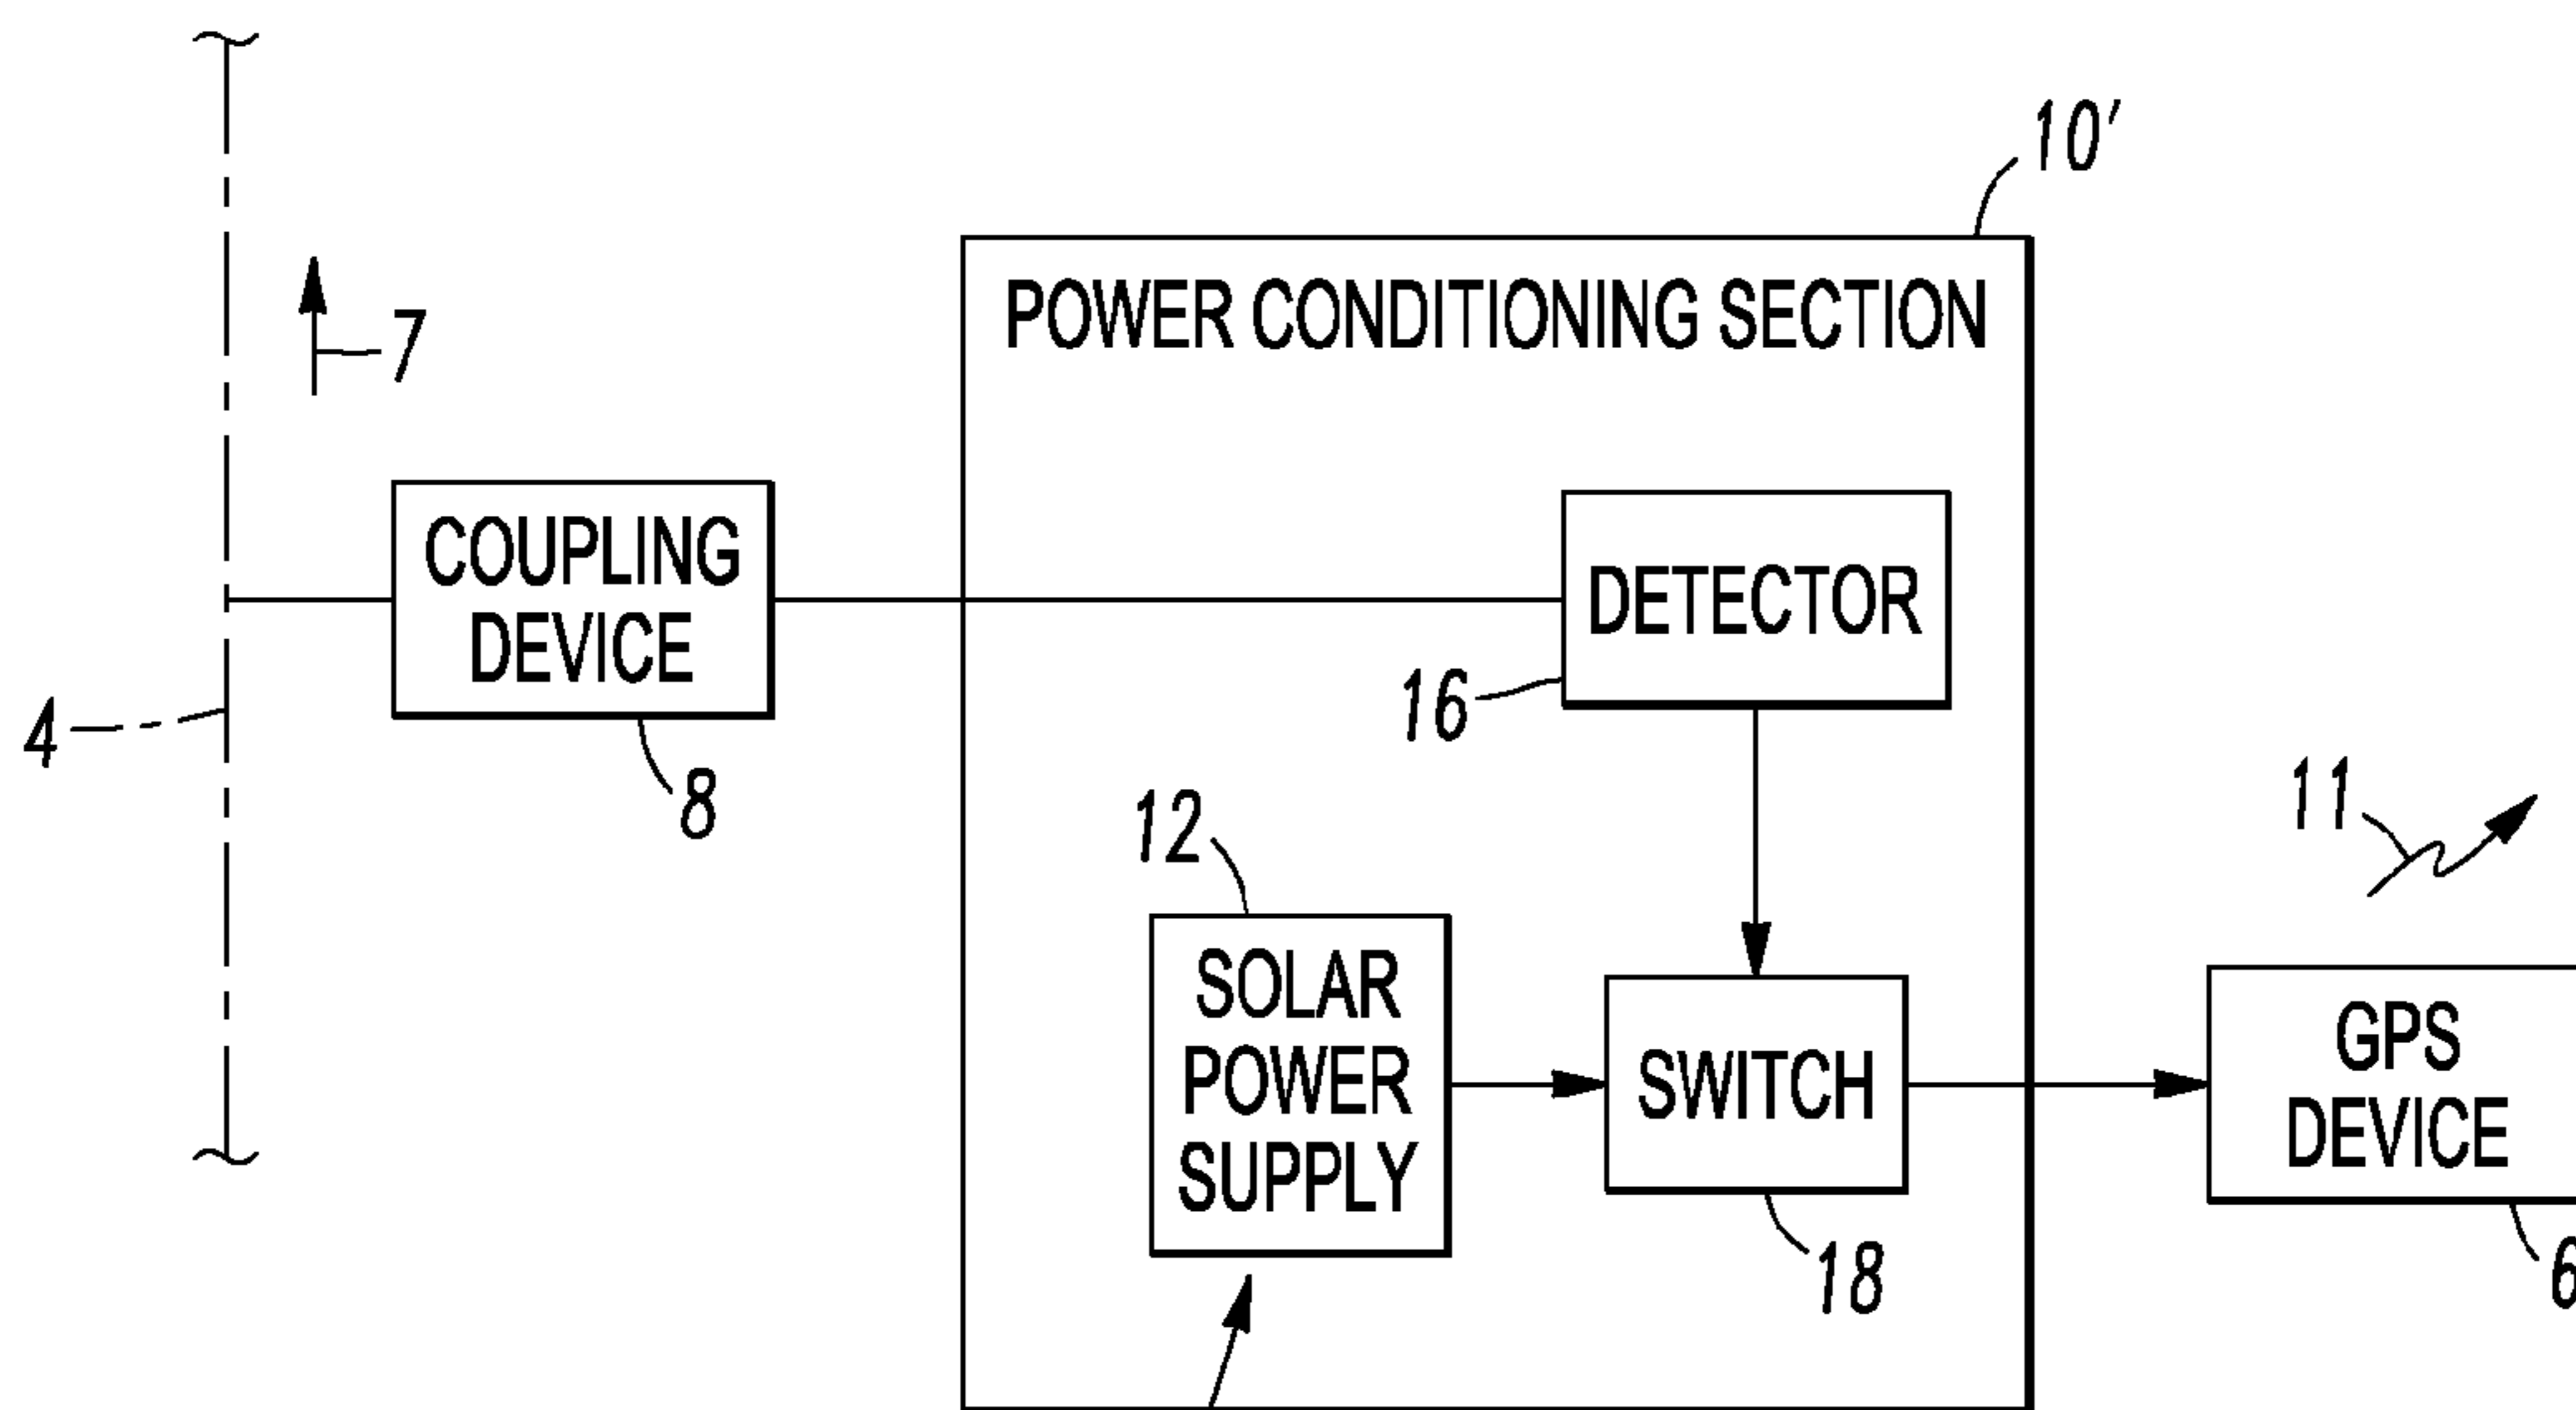 10'
POWER CONDITIONING SECTION
7
COUPLING
DEVICE
DETECTOR
16
4
8
12
11
SOLAR
POWER
SUPPLY
SWITCH
GPS
DEVICE
18
6